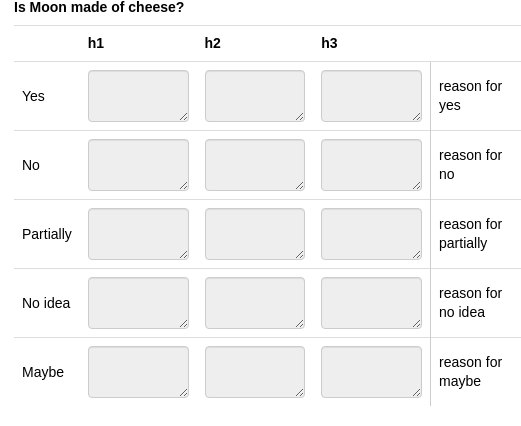 Is Moon made of cheese?
h1 h2 h3
Yes reason for
yes
No reason for
no
Partially reason for
partially
No idea reason for
no idea
Maybe reason for
maybe